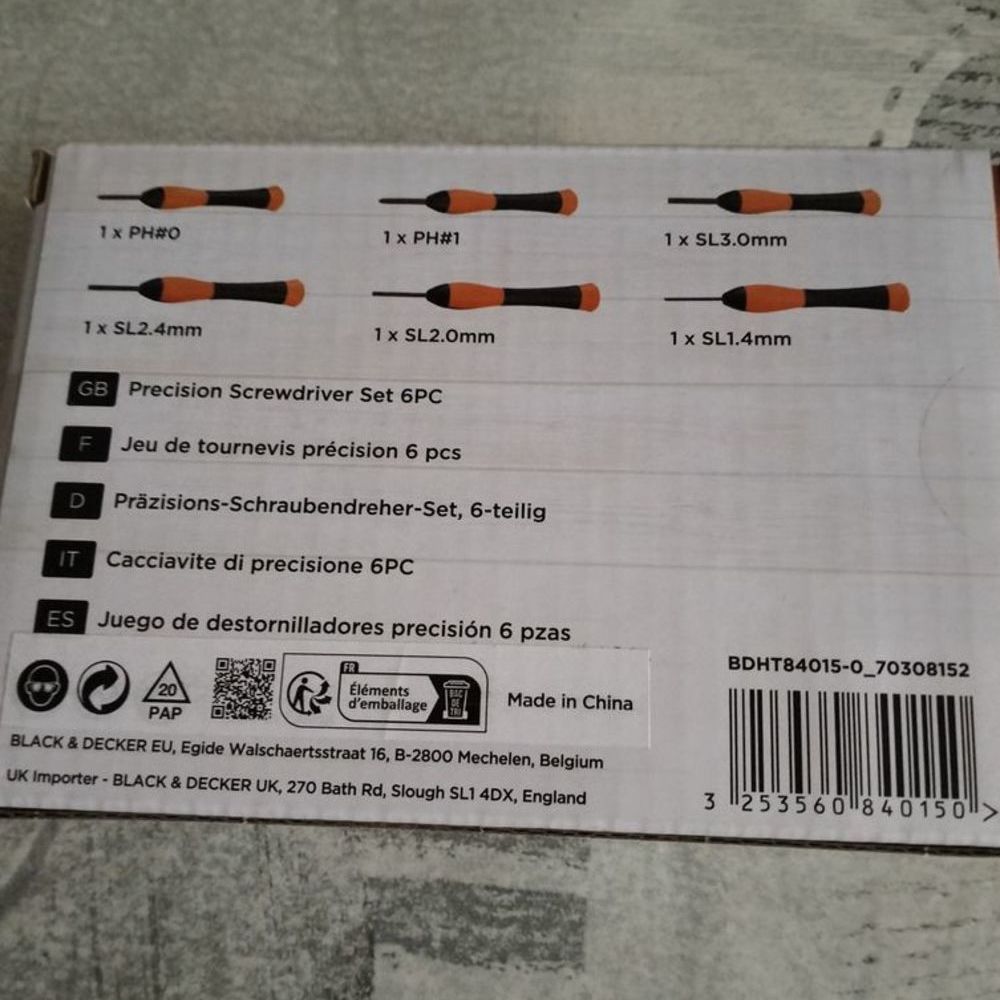 1 x PH#0
1 x PH#1
1 x SL3.0mm
1 x SL2.4mm
1 x SL2.0mm
1 x SL1.4mm
GB Precision Screwdriver Set 6PC
F Jeu de tournevis précision 6 pcs
D Präzisions-Schraubendreher-Set, 6-teilig
IT Cacciavite di precisione 6PC
ES Juego de destornilladores precisión 6 pzas
20
PAP
FR
Éléments
d'emballage
BAC
DE
TRI
Made in China
BLACK & DECKER EU, Egide Walschaertsstraat 16, B-2800 Mechelen, Belgium
UK Importer - BLACK & DECKER UK, 270 Bath Rd, Slough SL1 4DX, England
BDHT84015-0_70308152
3 253560 840150 >